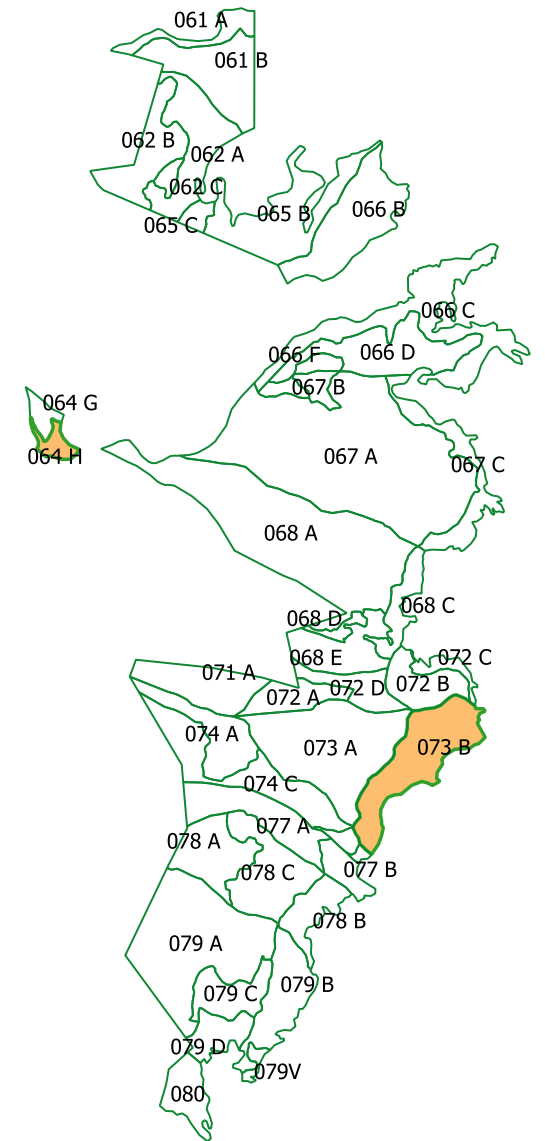 061 A
061 B
062 B
062 A
062 C
065 C
065 B
066 B
066 C
066 D
066 F
067 B
064 G
064 H
067 A
067 C
068 A
068 C
068 D
068 E
072 C
071 A
072 D
072 B
072 A
074 A
073 A
073 B
074 C
077 A
078 A
077 B
078 C
078 B
079 A
079 B
079 C
079 D
079V
080